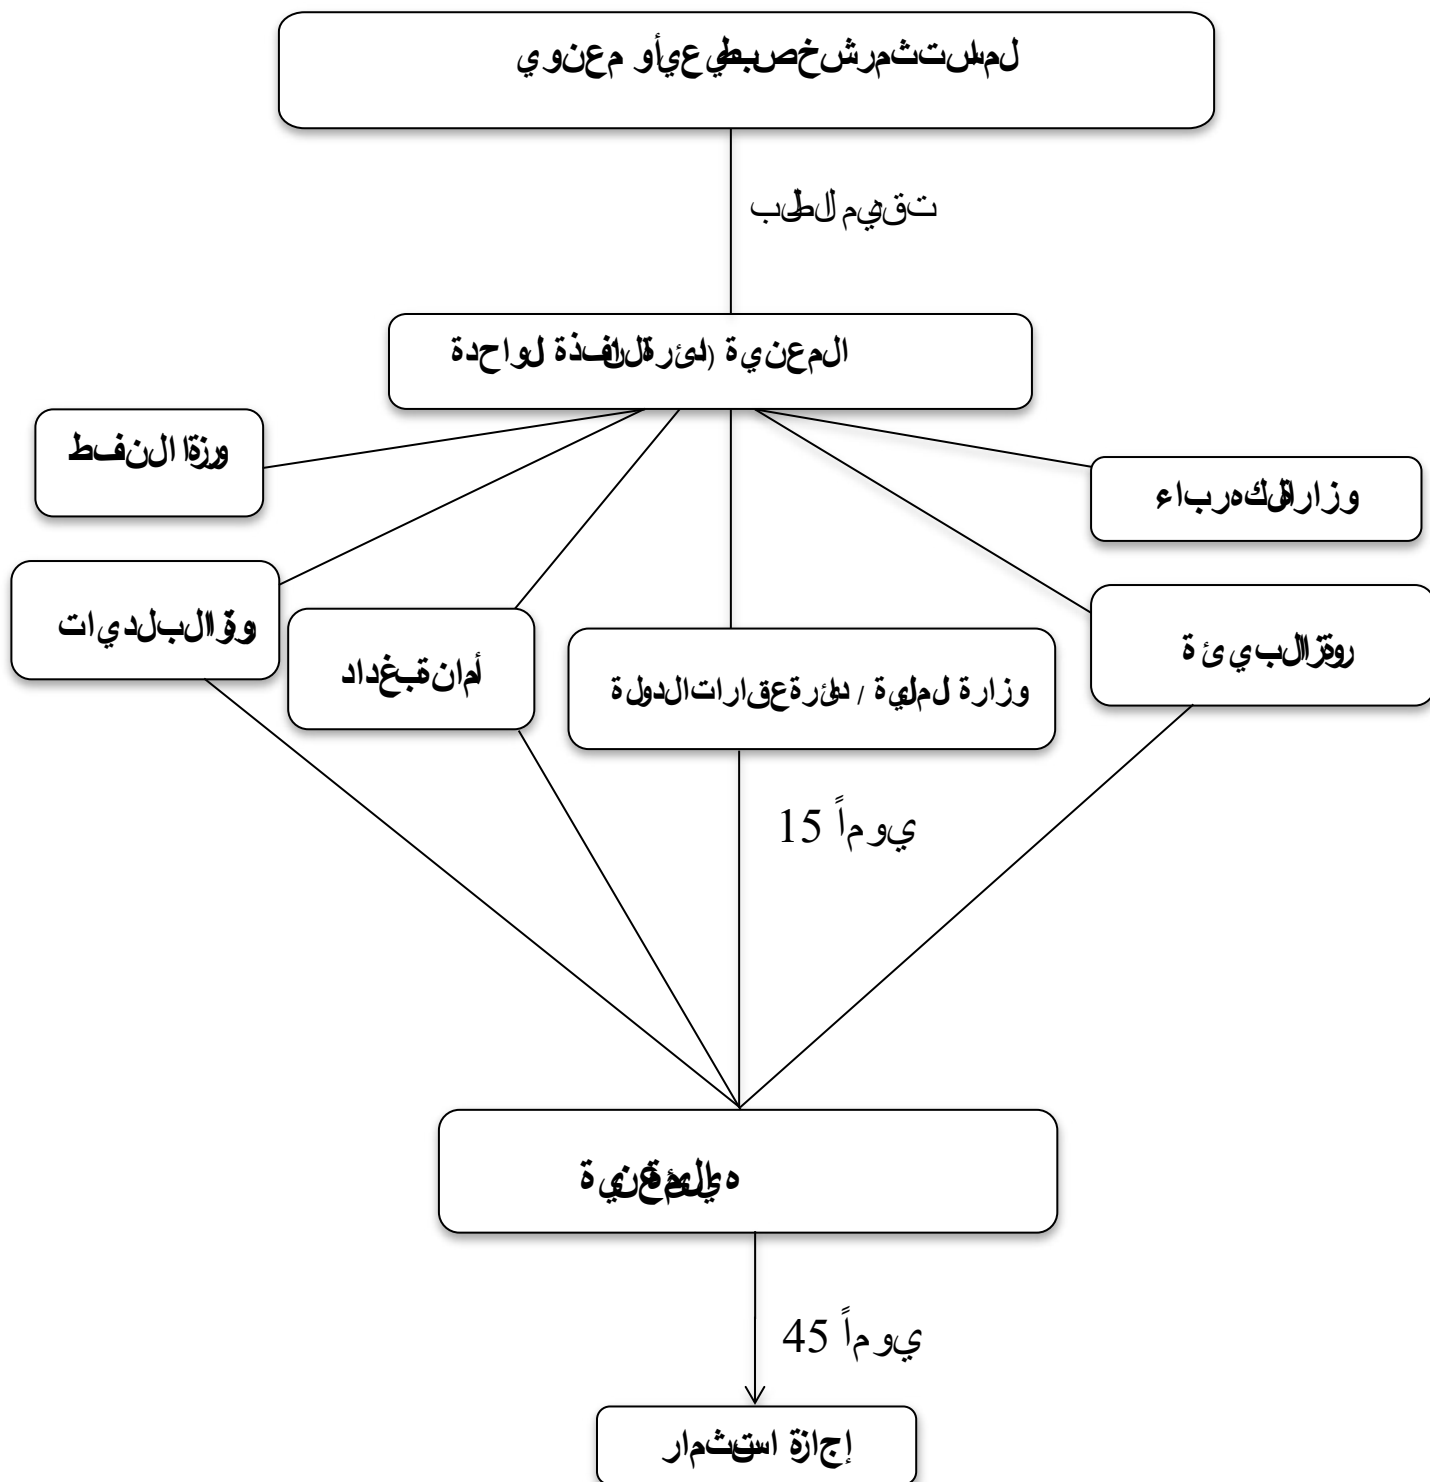 المستثمر شخص طبيعي أو معنوي
تقديم الطلب
المعنية (دائرة النافذة الواحدة
وزارة النفط
وزارة الكهرباء
وزارة البلديات
أمانة بغداد
وزارة المالية / دائرة عقارات الدولة
وزارة البيئة
15 يوماً
الهيئة المعنية
45 يوماً
إجازة استثمار